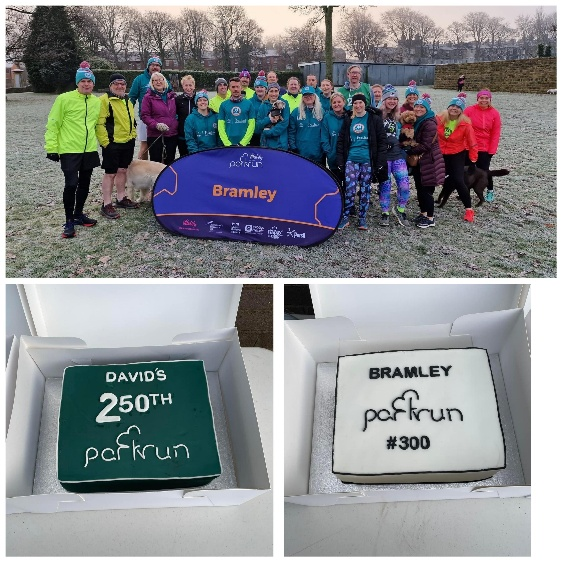 parkrun
Bramley
DAVID'S
250TH
parkrun
BRAMLEY
parkrun
#300